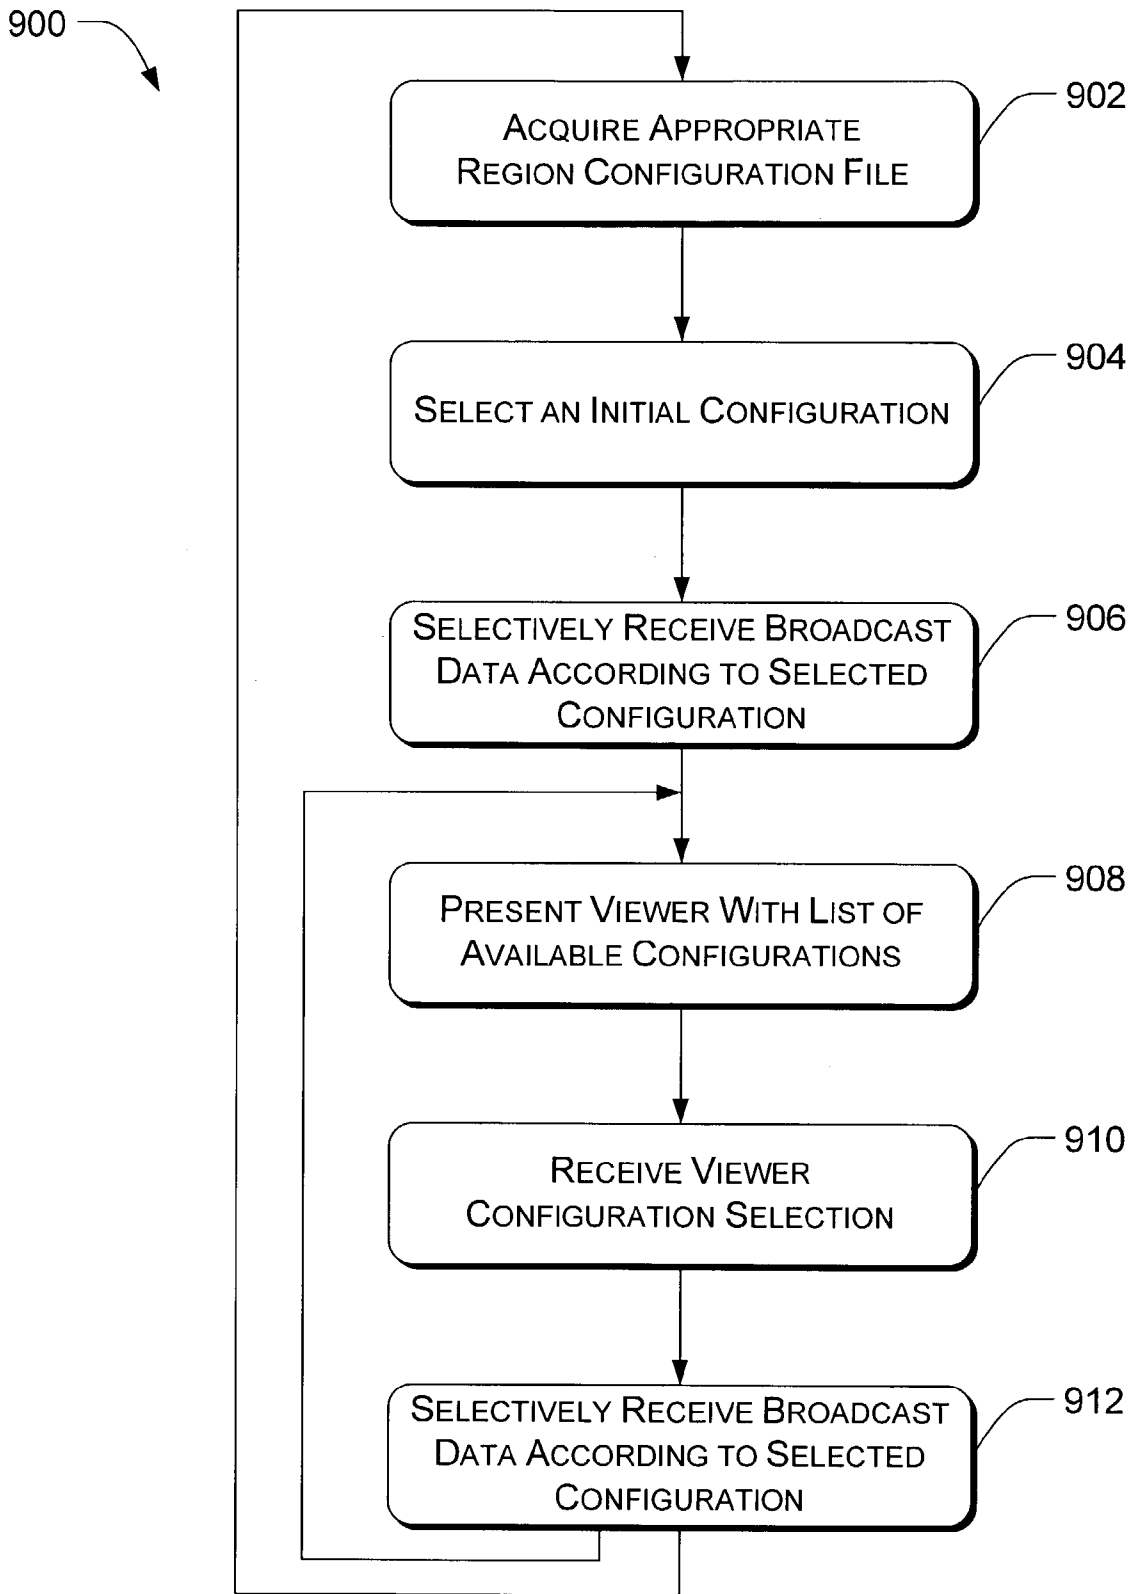 900
902
ACQUIRE APPROPRIATE
REGION CONFIGURATION FILE
904
SELECT AN INITIAL CONFIGURATION
906
SELECTIVELY RECEIVE BROADCAST
DATA ACCORDING TO SELECTED
CONFIGURATION
908
PRESENT VIEWER WITH LIST OF
AVAILABLE CONFIGURATIONS
910
RECEIVE VIEWER
CONFIGURATION SELECTION
912
SELECTIVELY RECEIVE BROADCAST
DATA ACCORDING TO SELECTED
CONFIGURATION